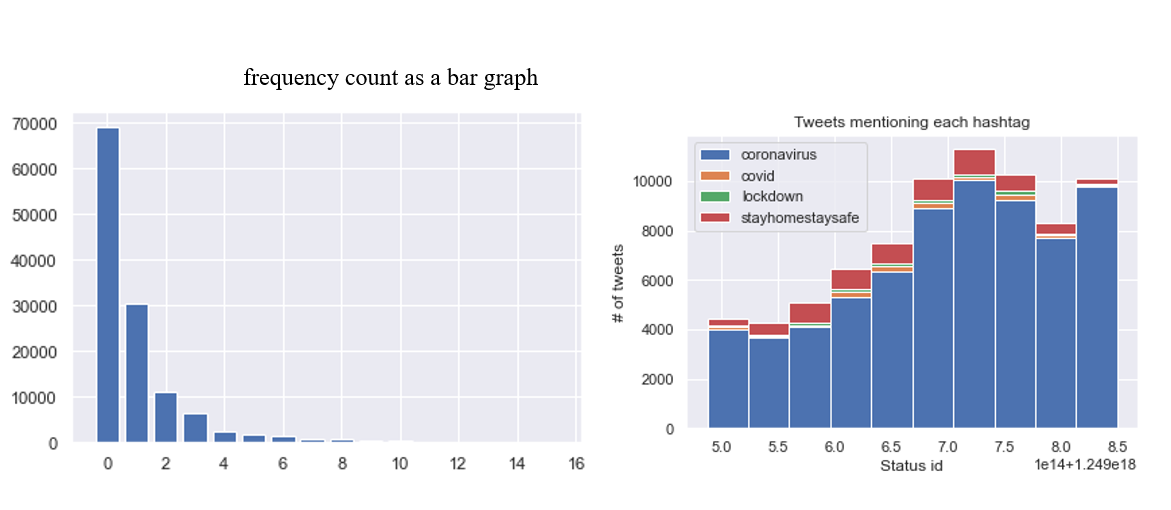 frequency count as a bar graph
70000
60000
50000
40000
30000
20000
10000
0
0 2 4 6 8 10 12 14 16
Tweets mentioning each hashtag
coronavirus
covid
lockdown
stayhomestaysafe
# of tweets
10000
8000
6000
4000
2000
0
5.0 5.5 6.0 6.5 7.0 7.5 8.0 8.5
Status id
1e14+1.249e18